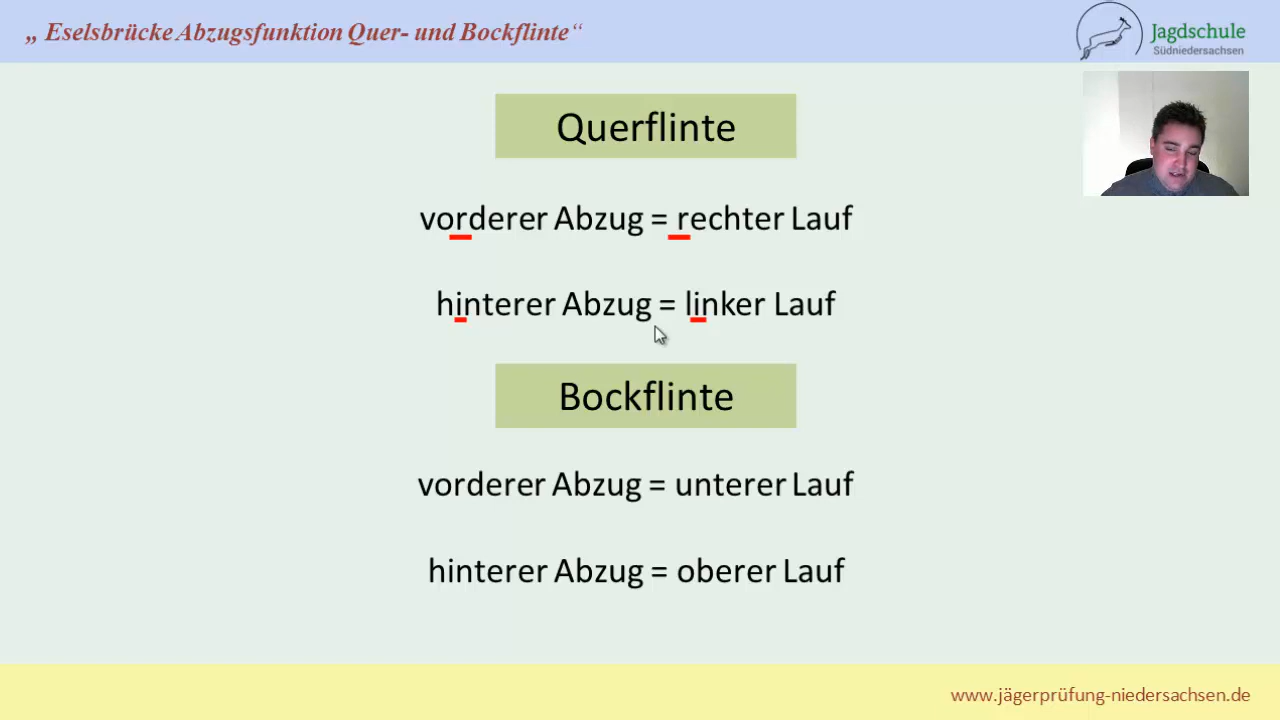 „ Eselsbrücke Abzugsfunktion Quer- und Bockflinte“
Jagdschule
Südniedersachsen
Querflinte
vorderer Abzug = rechter Lauf
hinterer Abzug = linker Lauf
Bockflinte
vorderer Abzug = unterer Lauf
hinterer Abzug = oberer Lauf
www.jägerprüfung-niedersachsen.de